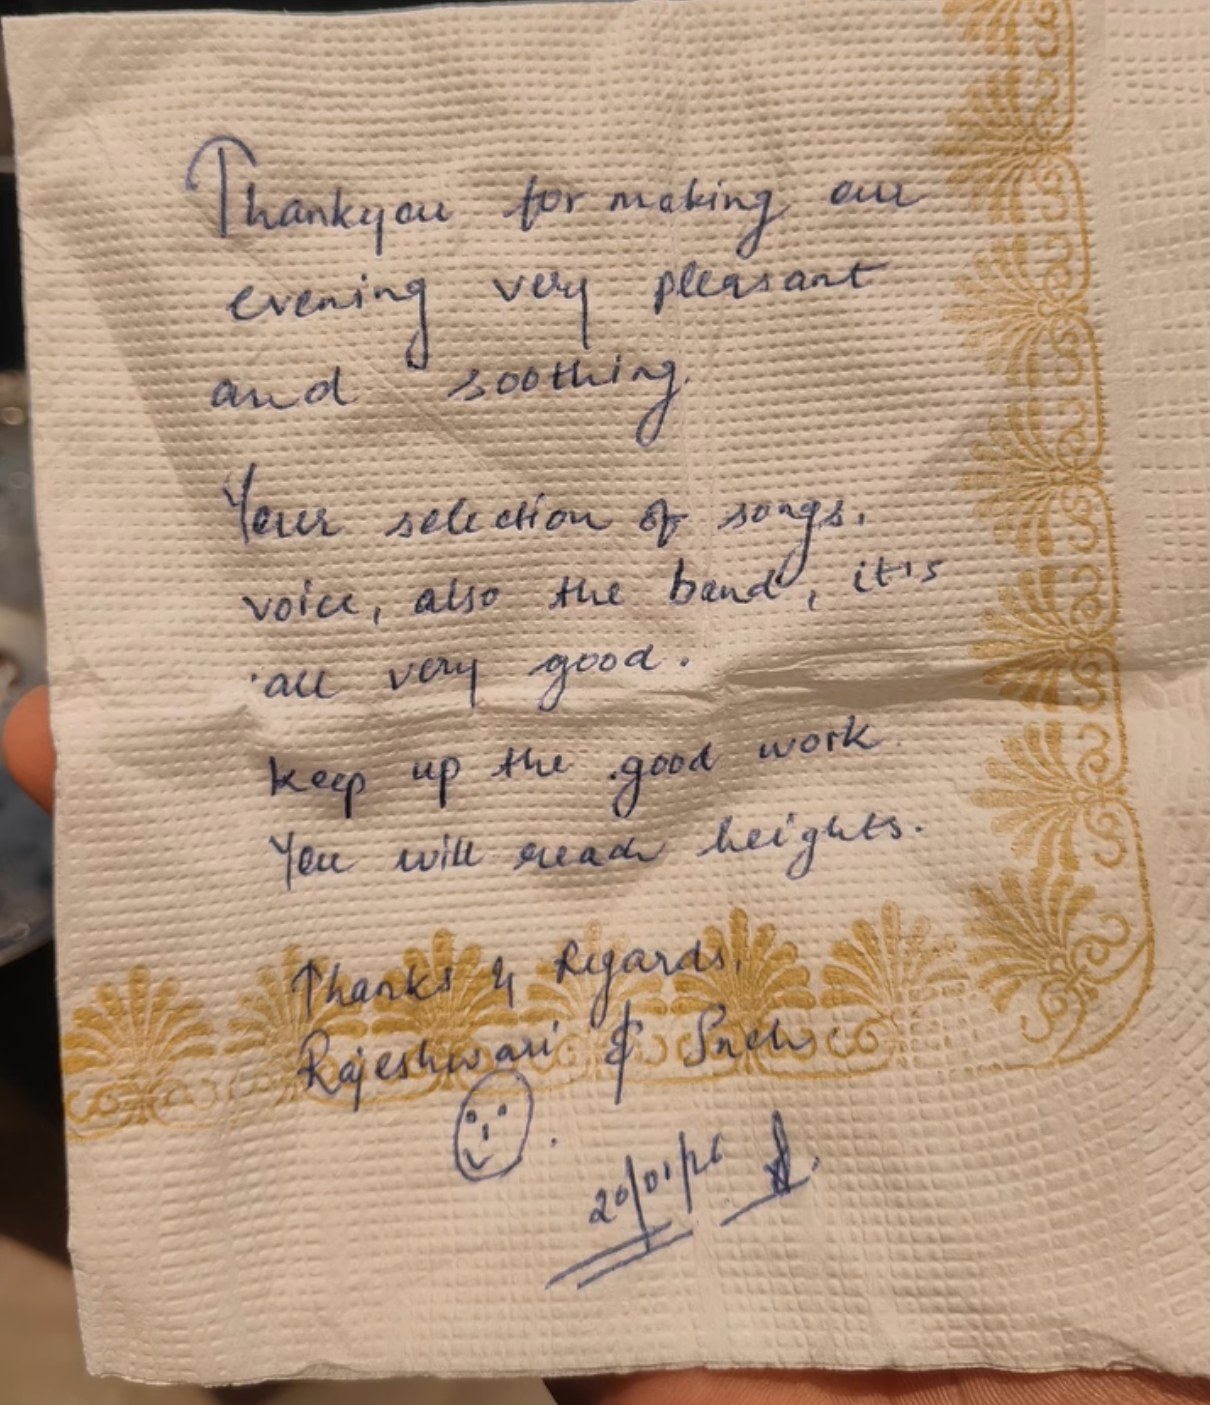 Thankyou for making our
evening very pleasant
and soothing.
Your selection of songs,
voice, also the band, it's
all very good.
Keep up the good work.
You will reach heights.
Thanks & Regards,
Rajeshwari & Sneh
20/01/26